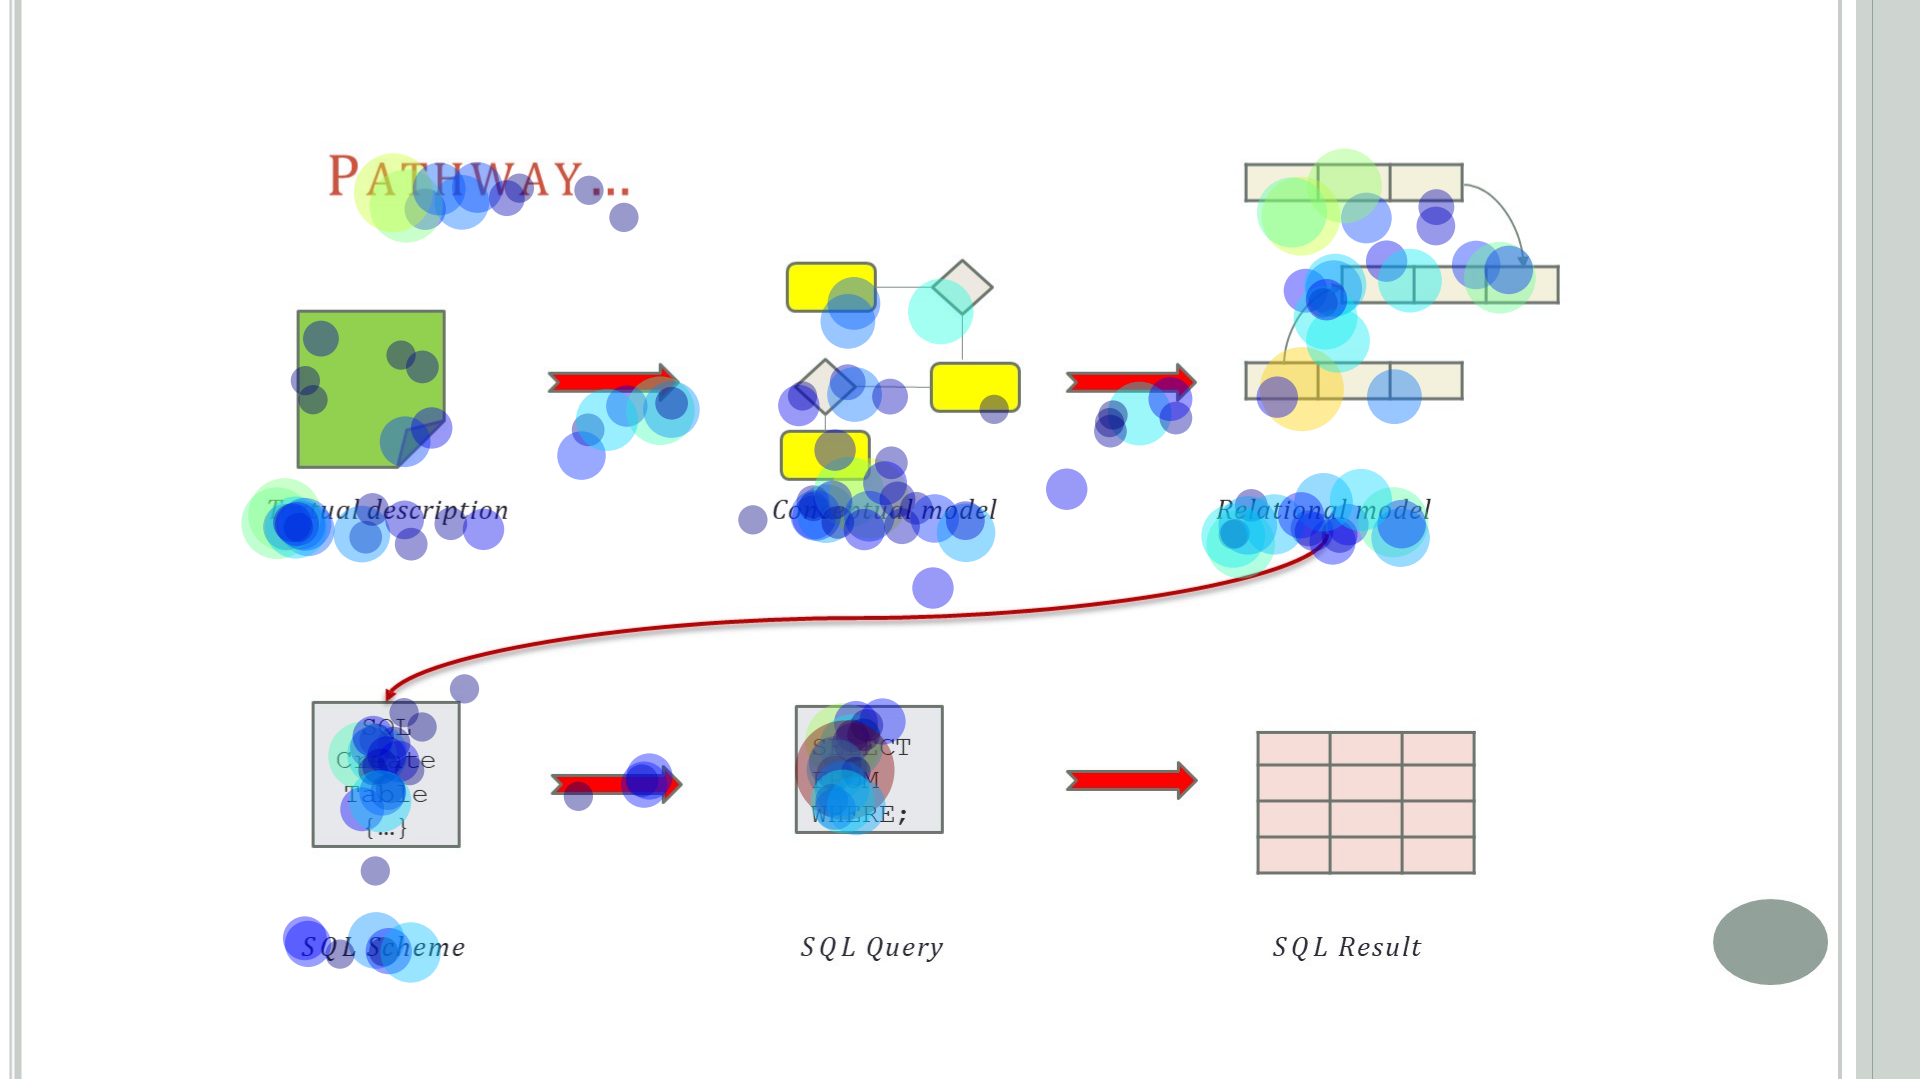 PATHWAY...
Textual description
Conceptual model
Relational model
SQL
Create
Table
{…}
SELECT
FROM
WHERE;
SQL Scheme
SQL Query
SQL Result